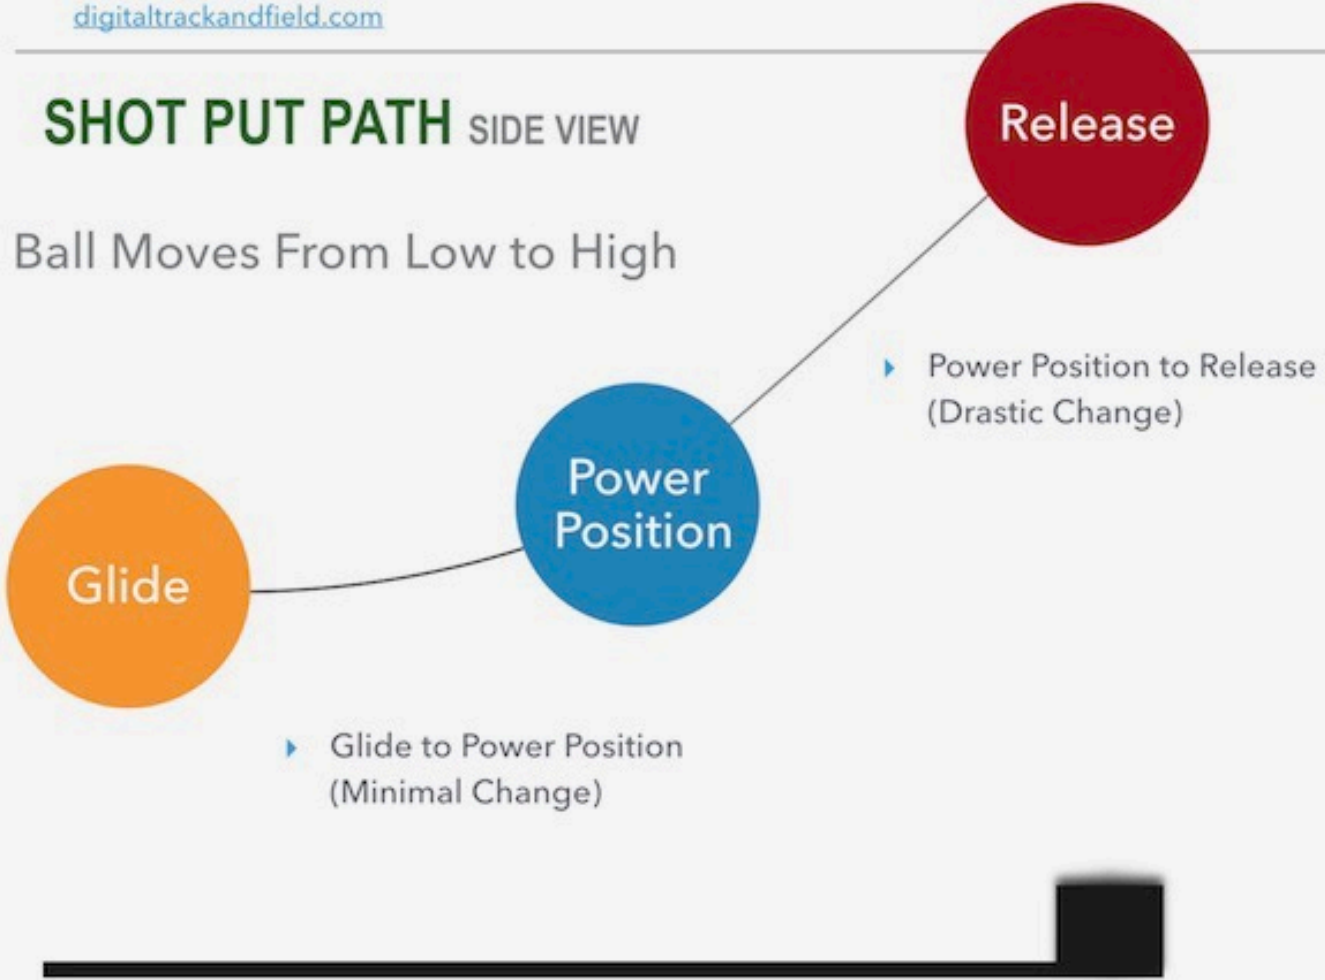 digitaltrackandfield.com
SHOT PUT PATH SIDE VIEW
Release
Ball Moves From Low to High
Power Position to Release
(Drastic Change)
Power
Position
Glide
Glide to Power Position
(Minimal Change)